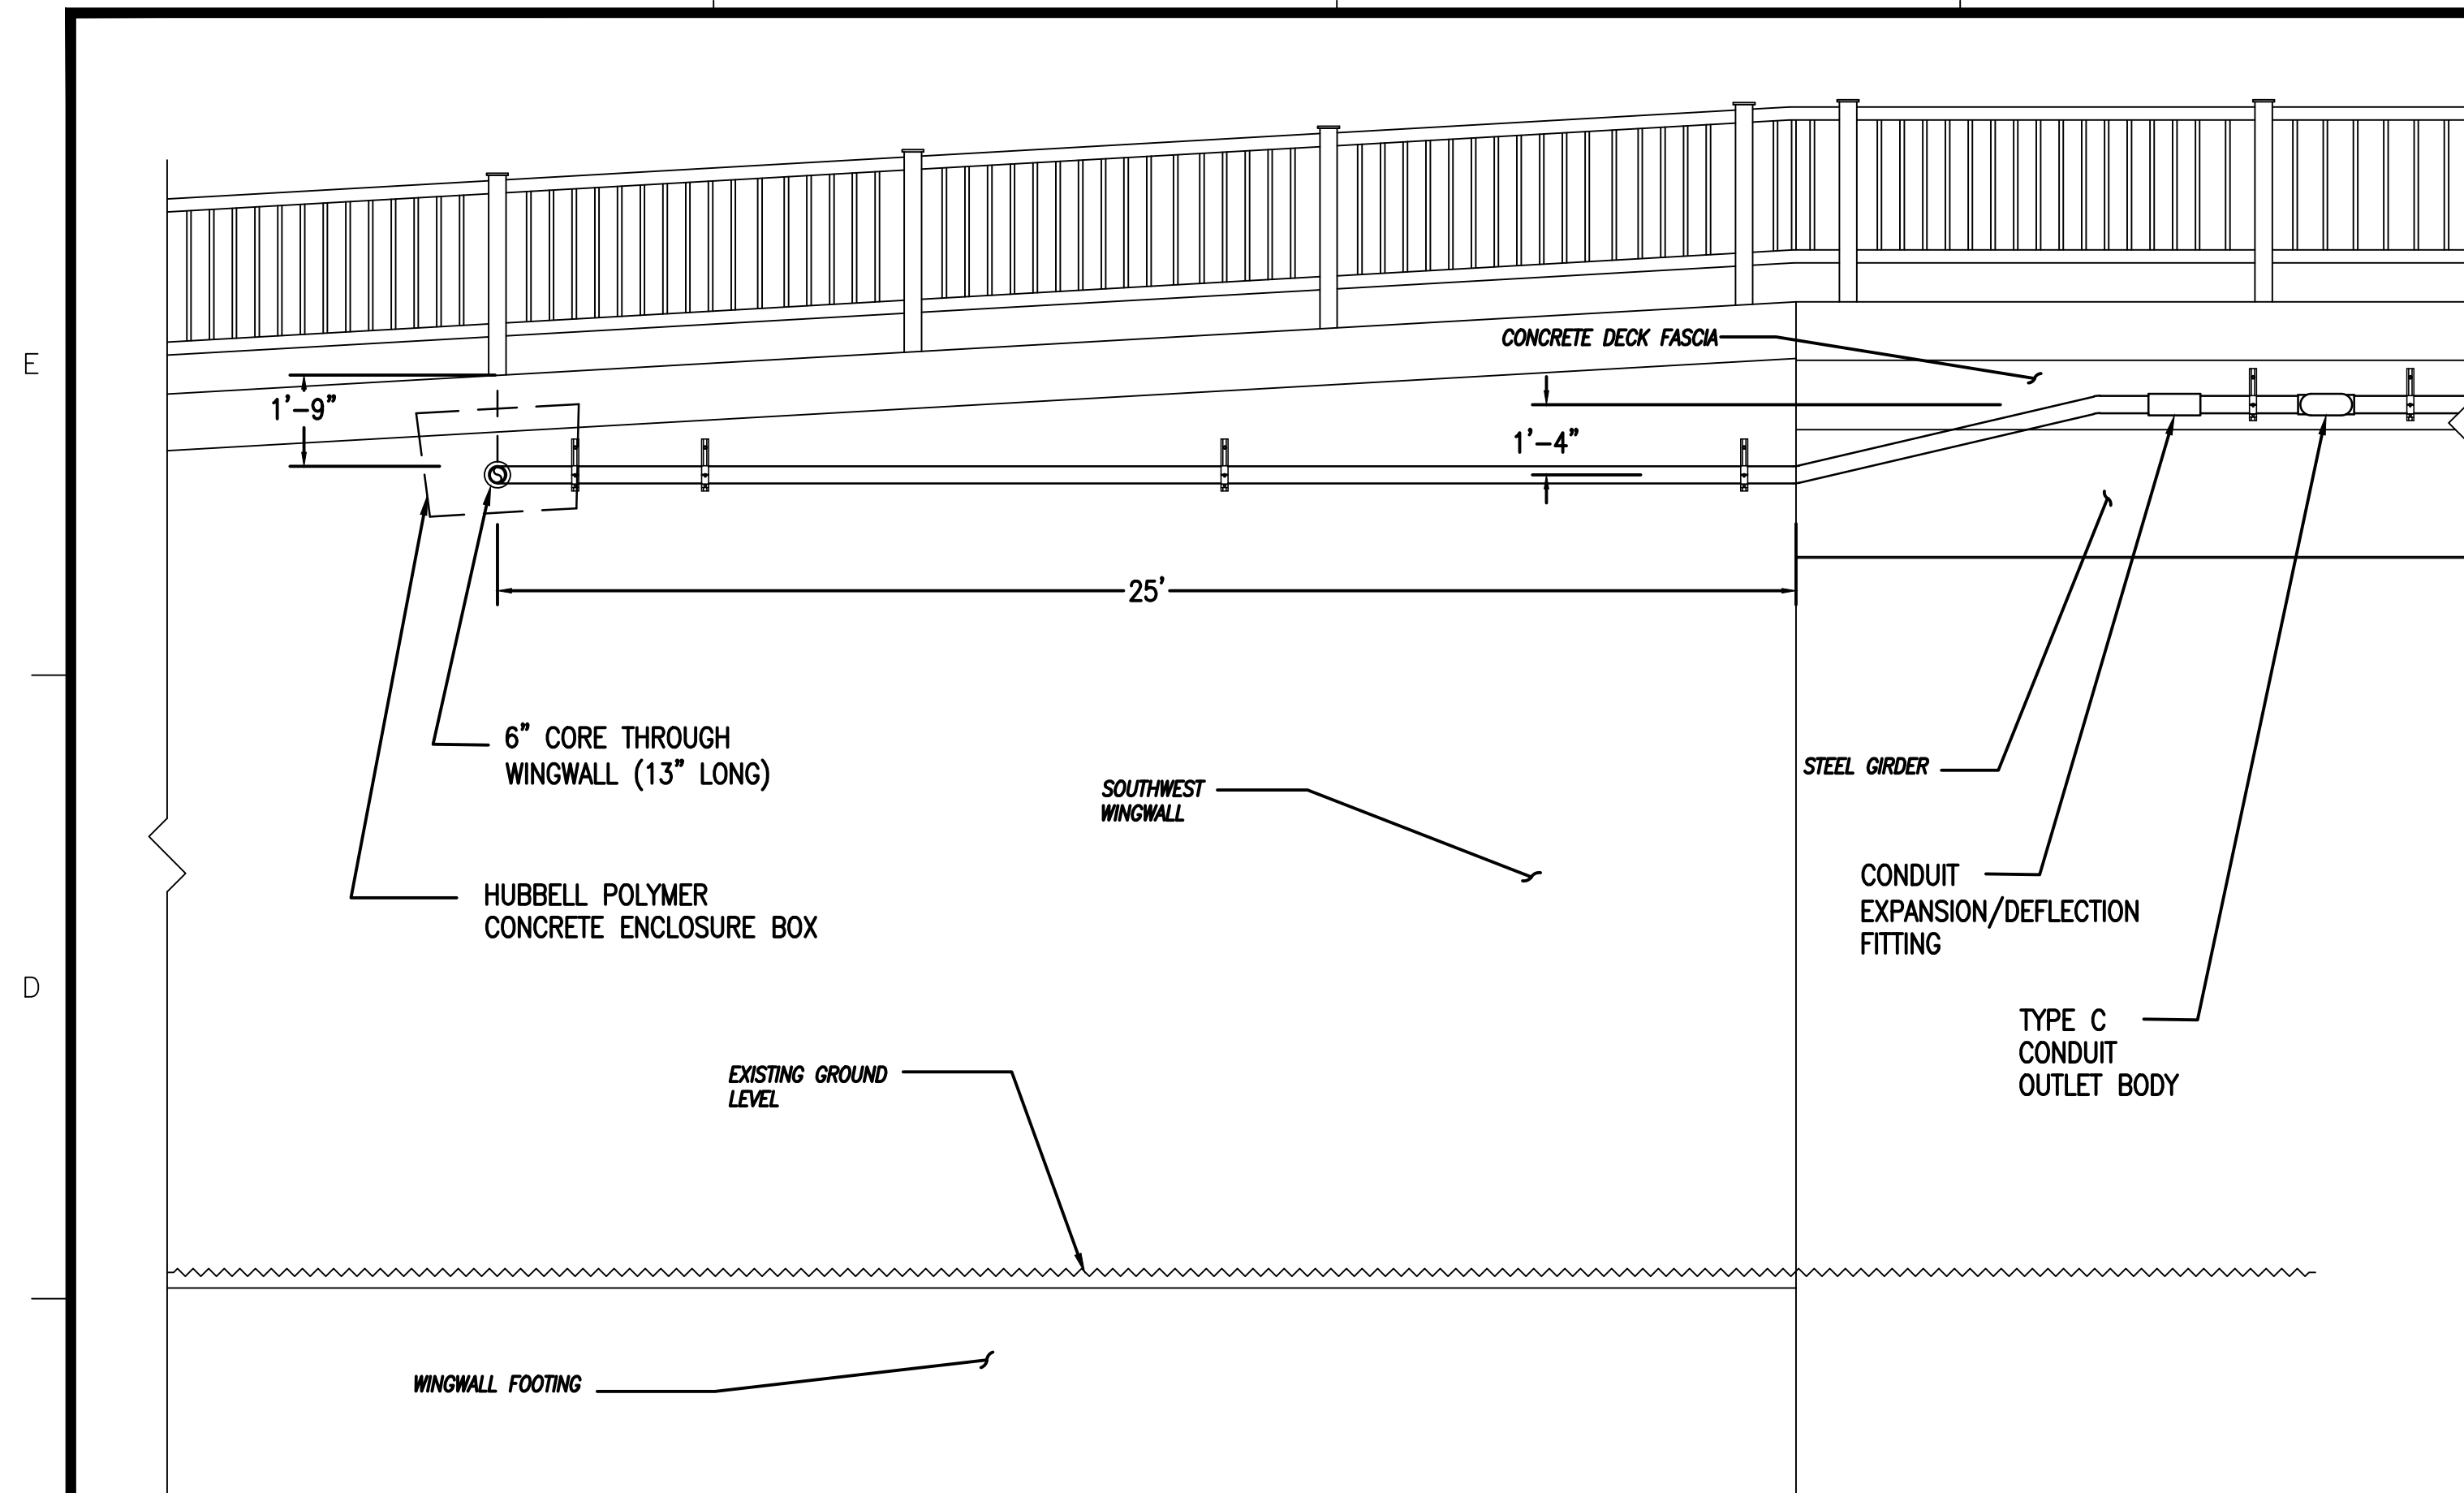 CONCRETE DECK FASCIA
E
1'-9"
1'-4"
25'
6" CORE THROUGH
WINGWALL (13" LONG)
STEEL GIRDER
SOUTHWEST
WINGWALL
HUBBELL POLYMER
CONCRETE ENCLOSURE BOX
CONDUIT
EXPANSION/DEFLECTION
FITTING
D
TYPE C
CONDUIT
OUTLET BODY
EXISTING GROUND
LEVEL
WINGWALL FOOTING